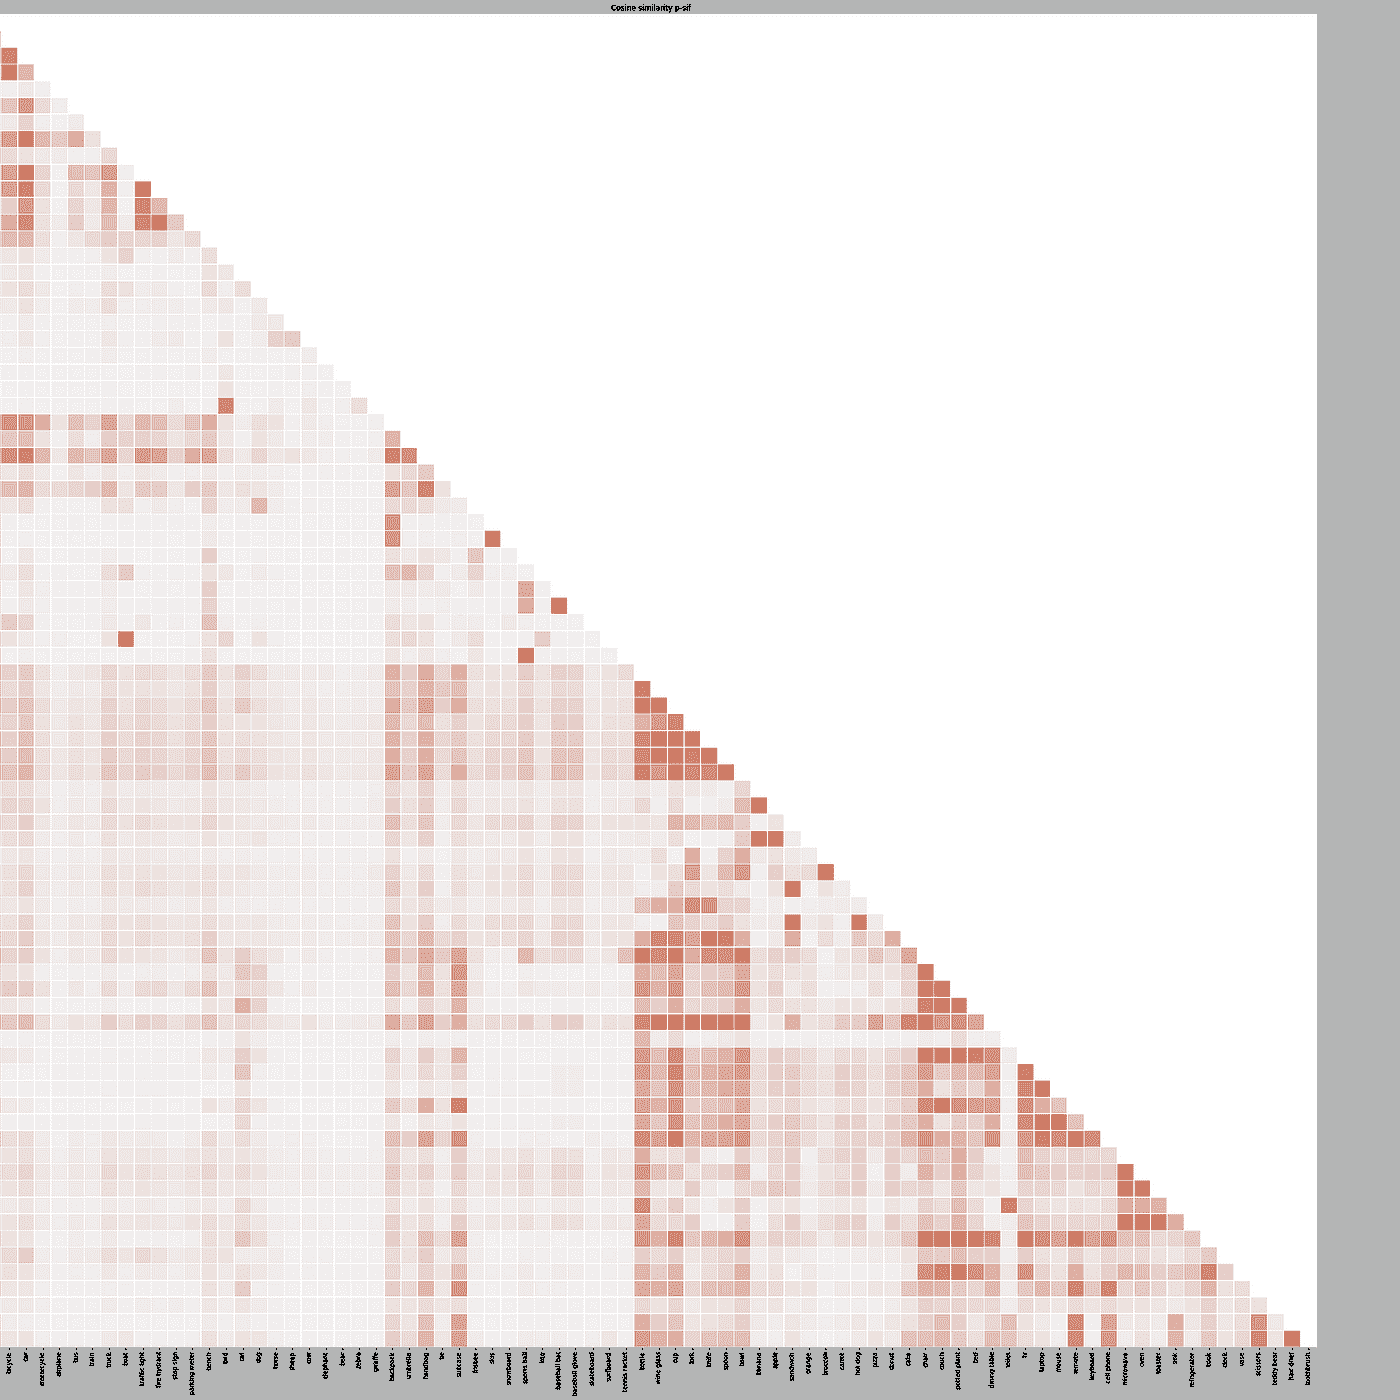 Cosine similarity p-sif
bicycle
car
motorcycle
airplane
bus
train
truck
boat
traffic light
fire hydrant
stop sign
parking meter
bench
bird
cat
dog
horse
sheep
cow
elephant
bear
zebra
giraffe
backpack
umbrella
handbag
tie
suitcase
frisbee
skis
snowboard
sports ball
kite
baseball bat
baseball glove
skateboard
surfboard
tennis racket
bottle
wine glass
cup
fork
knife
spoon
bowl
banana
apple
sandwich
orange
broccoli
carrot
hot dog
pizza
donut
cake
chair
couch
potted plant
bed
dining table
toilet
tv
laptop
mouse
remote
keyboard
cell phone
microwave
oven
toaster
sink
refrigerator
book
clock
vase
scissors
teddy bear
hair drier
toothbrush